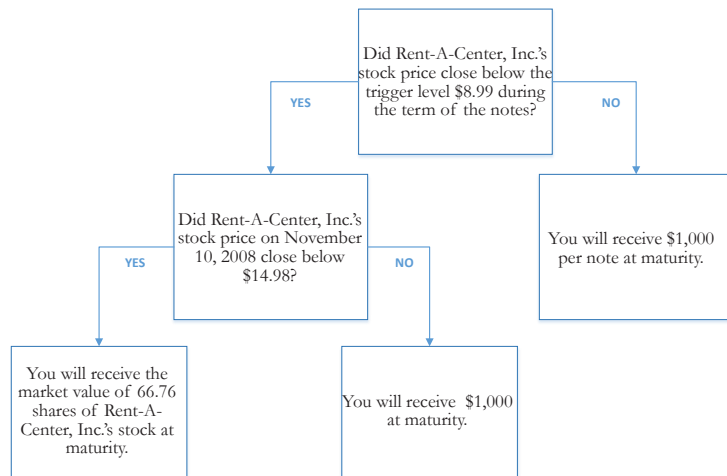 Did Rent-A-Center, Inc.'s
stock price close below the
trigger level $8.99 during
the term of the notes?
YES
NO
Did Rent-A-Center, Inc.'s
stock price on November
10, 2008 close below
$14.98?
You will receive $1,000
per note at maturity.
YES
NO
You will receive the
market value of 66.76
shares of Rent-A-
Center, Inc.'s stock at
maturity.
You will receive $1,000
at maturity.